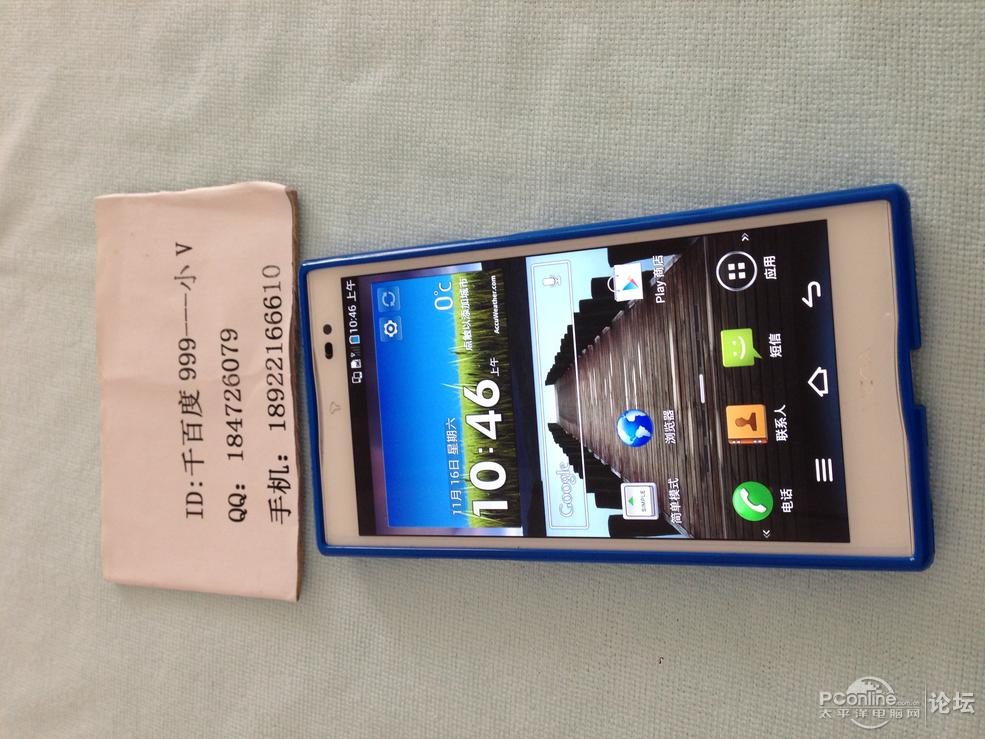 ID:千百度 999---小 V
QQ: 184726079
手机: 18922166610
10:46 上午
11月16日 星期六
10:46
上午
0℃
点触以添加城市
AccuWeather.com
Google
SIMPLE
简单模式
浏览器
Play 商店
电话
联系人
短信
应用
PConline.com.cn
太平洋电脑网
论坛